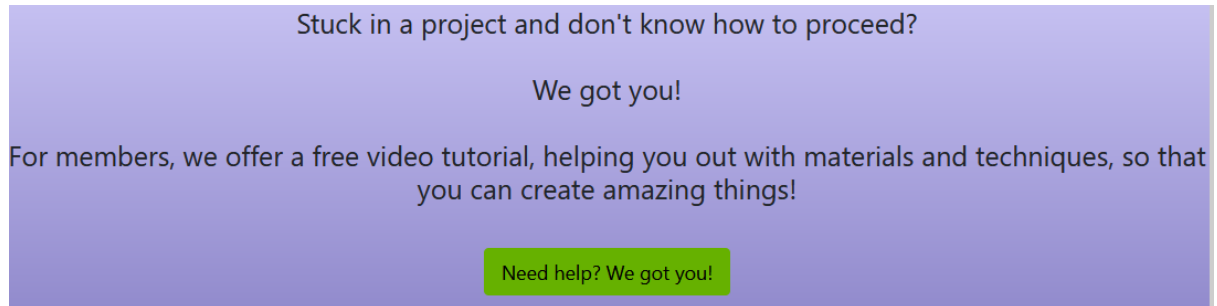 Stuck in a project and don't know how to proceed?
We got you!
For members, we offer a free video tutorial, helping you out with materials and techniques, so that
you can create amazing things!
Need help? We got you!